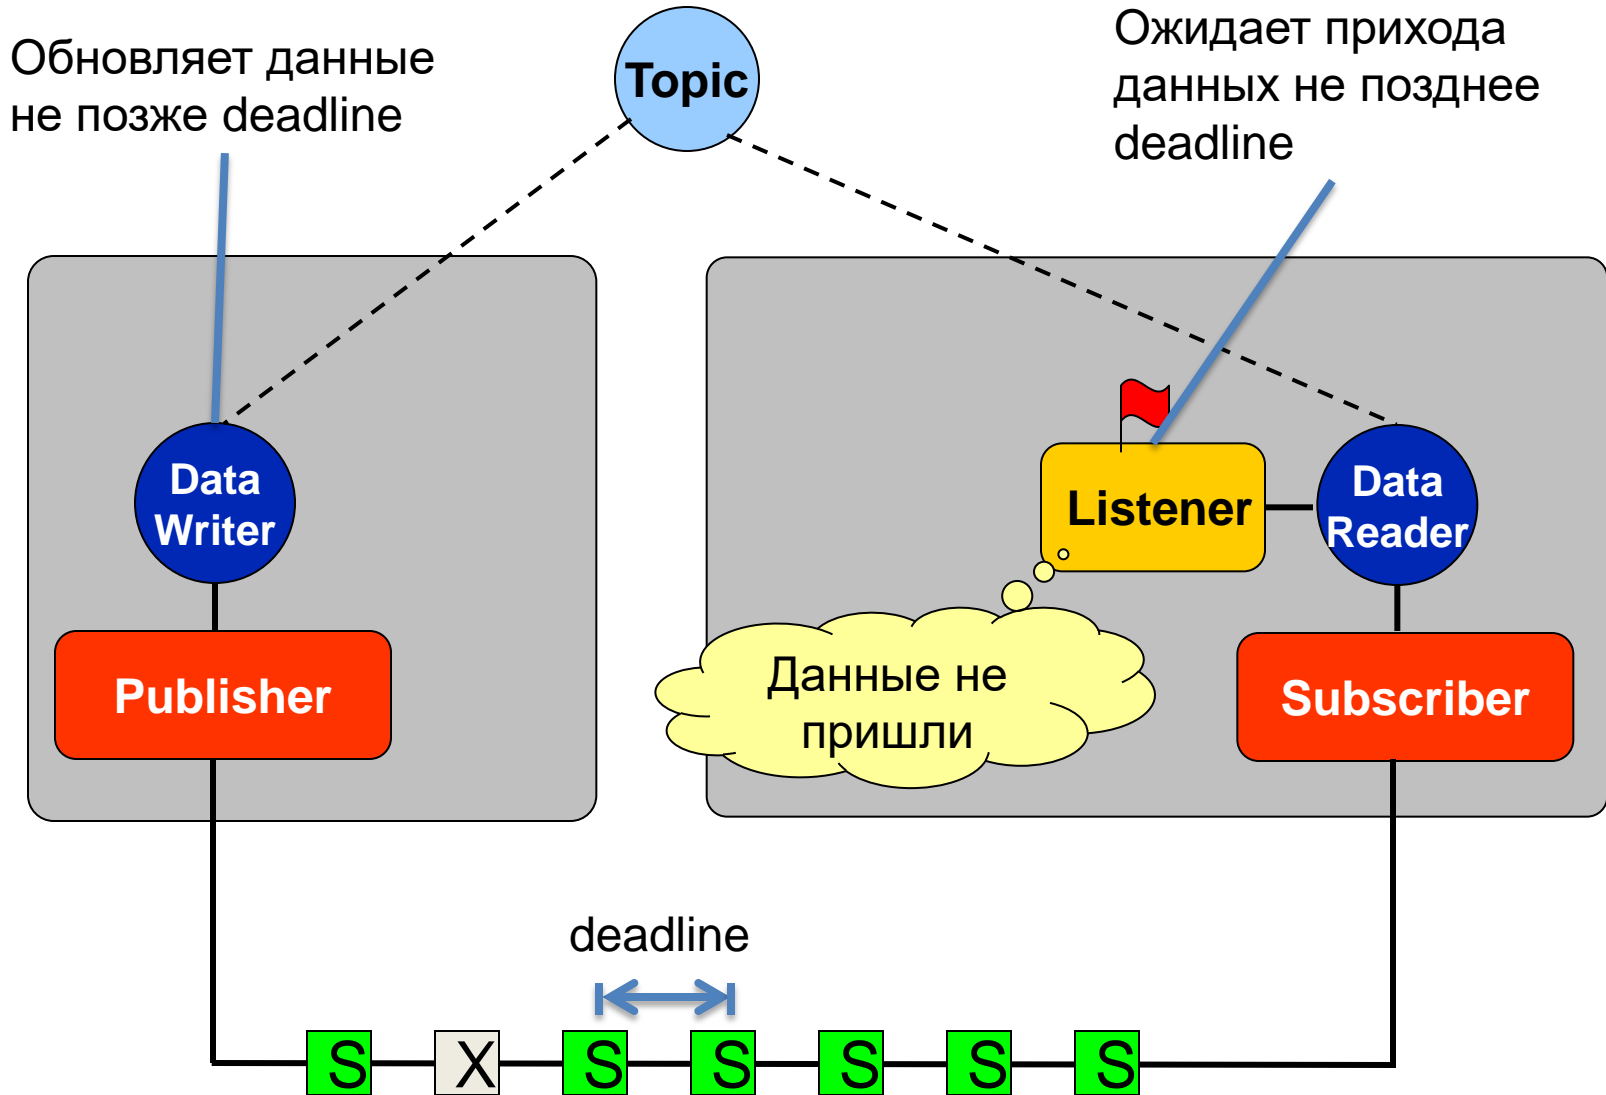 Обновляет данные
не позже deadline
Topic
Ожидает прихода
данных не позднее
deadline
Data
Writer
Publisher
Listener
Data
Reader
Данные не
пришли
Subscriber
deadline
S X S S S S S